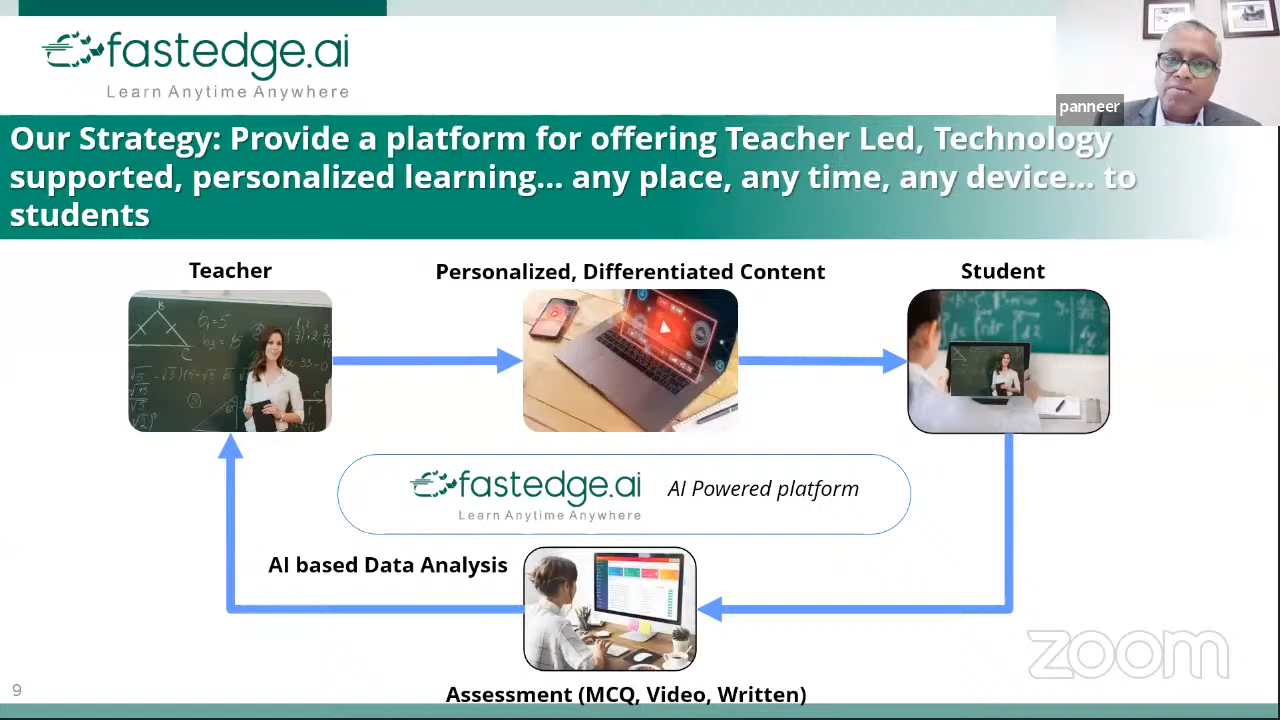 fastedge.ai
Learn Anytime Anywhere
panneer
Our Strategy: Provide a platform for offering Teacher Led, Technology
supported, personalized learning... any place, any time, any device... to
students
Teacher
Personalized, Differentiated Content
Student
fastedge.ai
Learn Anytime Anywhere
AI Powered platform
AI based Data Analysis
Assessment (MCQ, Video, Written)
zoom
9